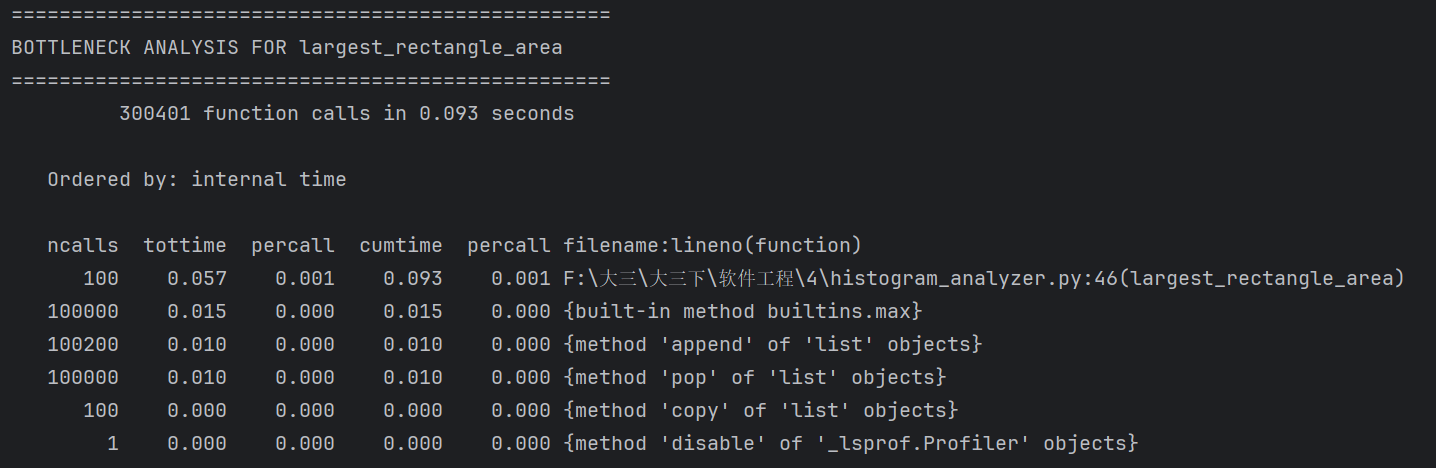 ==================================================
BOTTLENECK ANALYSIS FOR largest_rectangle_area
==================================================
         300401 function calls in 0.093 seconds
   Ordered by: internal time
   ncalls  tottime  percall  cumtime  percall filename:lineno(function)
      100    0.057    0.001    0.093    0.001 F:\大三\大三下\软件工程\4\histogram_analyzer.py:46(largest_rectangle_area)
   100000    0.015    0.000    0.015    0.000 {built-in method builtins.max}
   100200    0.010    0.000    0.010    0.000 {method 'append' of 'list' objects}
   100000    0.010    0.000    0.010    0.000 {method 'pop' of 'list' objects}
      100    0.000    0.000    0.000    0.000 {method 'copy' of 'list' objects}
        1    0.000    0.000    0.000    0.000 {method 'disable' of '_lsprof.Profiler' objects}